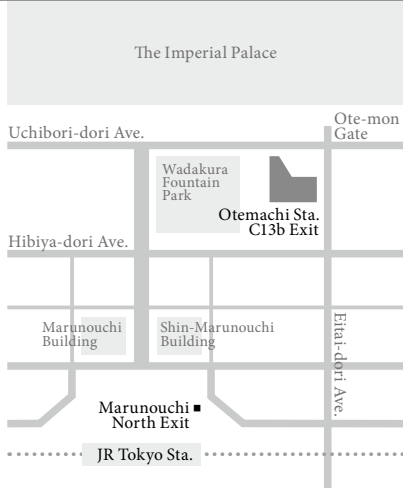 The Imperial Palace
Ote-mon
Gate
Uchibori-dori Ave.
Wadakura
Fountain
Park
Otemachi Sta.
C13b Exit
Hibiya-dori Ave.
Marunouchi
Building
Shin-Marunouchi
Building
Eitai-dori Ave.
Marunouchi
North Exit
JR Tokyo Sta.